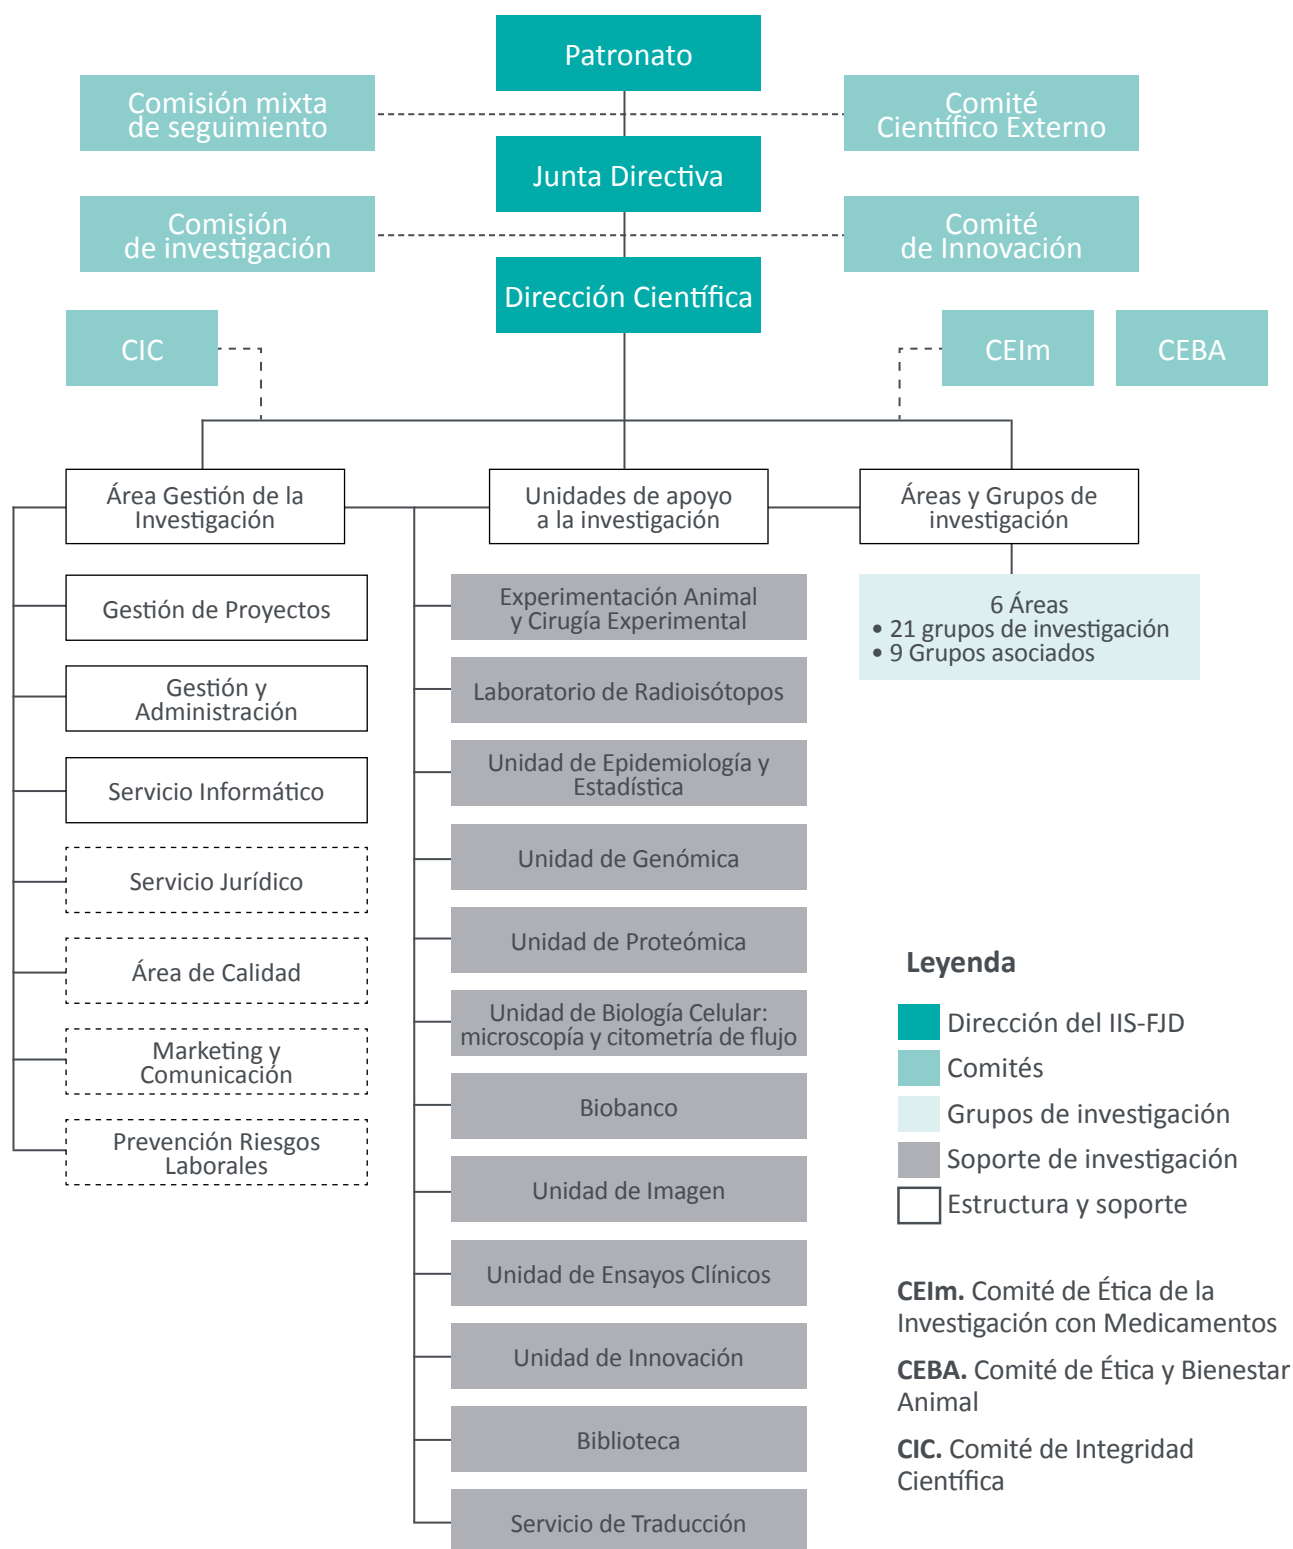 Patronato
Comisión mixta
de seguimiento
Comité
Científico Externo
Junta Directiva
Comisión
de investigación
Comité
de Innovación
Dirección Científica
CIC
CEIm
CEBA
Área Gestión de la
Investigación
Unidades de apoyo
a la investigación
Áreas y Grupos de
investigación
Gestión de Proyectos
Gestión y
Administración
Servicio Informático
Servicio Jurídico
Área de Calidad
Marketing y
Comunicación
Prevención Riesgos
Laborales
Experimentación Animal
y Cirugía Experimental
Laboratorio de Radioisótopos
Unidad de Epidemiología y
Estadística
Unidad de Genómica
Unidad de Proteómica
Unidad de Biología Celular:
microscopía y citometría de flujo
Biobanco
Unidad de Imagen
Unidad de Ensayos Clínicos
Unidad de Innovación
Biblioteca
Servicio de Traducción
6 Áreas
• 21 grupos de investigación
• 9 Grupos asociados
Leyenda
Dirección del IIS-FJD
Comités
Grupos de investigación
Soporte de investigación
Estructura y soporte
CEIm. Comité de Ética de la
Investigación con Medicamentos
CEBA. Comité de Ética y Bienestar
Animal
CIC. Comité de Integridad
Científica